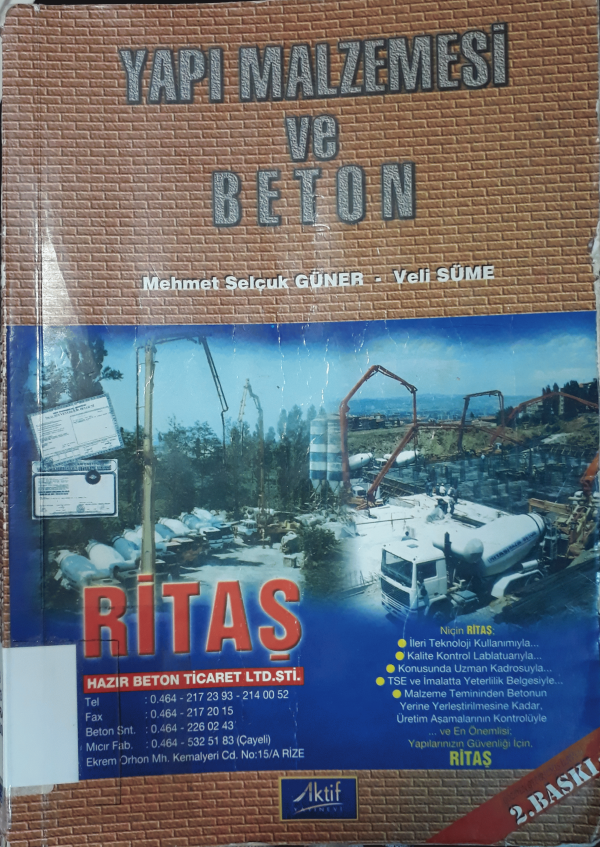 YAPI MALZEMESİ
ve
BETON
Mehmet Selçuk GÜNER - Veli SÜME
RİTAŞ
HAZIR BETON TİCARET LTD.ŞTİ.
Tel : 0.464 - 217 23 93 - 214 00 52
Fax : 0.464 - 217 20 15
Beton Snt. : 0.464 - 226 02 43
Mıcır Fab. : 0.464 - 532 51 83 (Çayeli)
Ekrem Orhon Mh. Kemalyeri Cd. No:15/A RİZE
Niçin RİTAŞ;
İleri Teknoloji Kullanımıyla...
Kalite Kontrol Lablatuarıyla...
Konusunda Uzman Kadrosuyla...
TSE ve İmalatta Yeterlilik Belgesiyle...
Malzeme Temininden Betonun
Yerine Yerleştirilmesine Kadar,
Üretim Aşamalarının Kontrolüyle
... ve En Önemlisi;
Yapılarınızın Güvenliği İçin,
RİTAŞ
Aktif
YAYINEVİ
2.BASKI